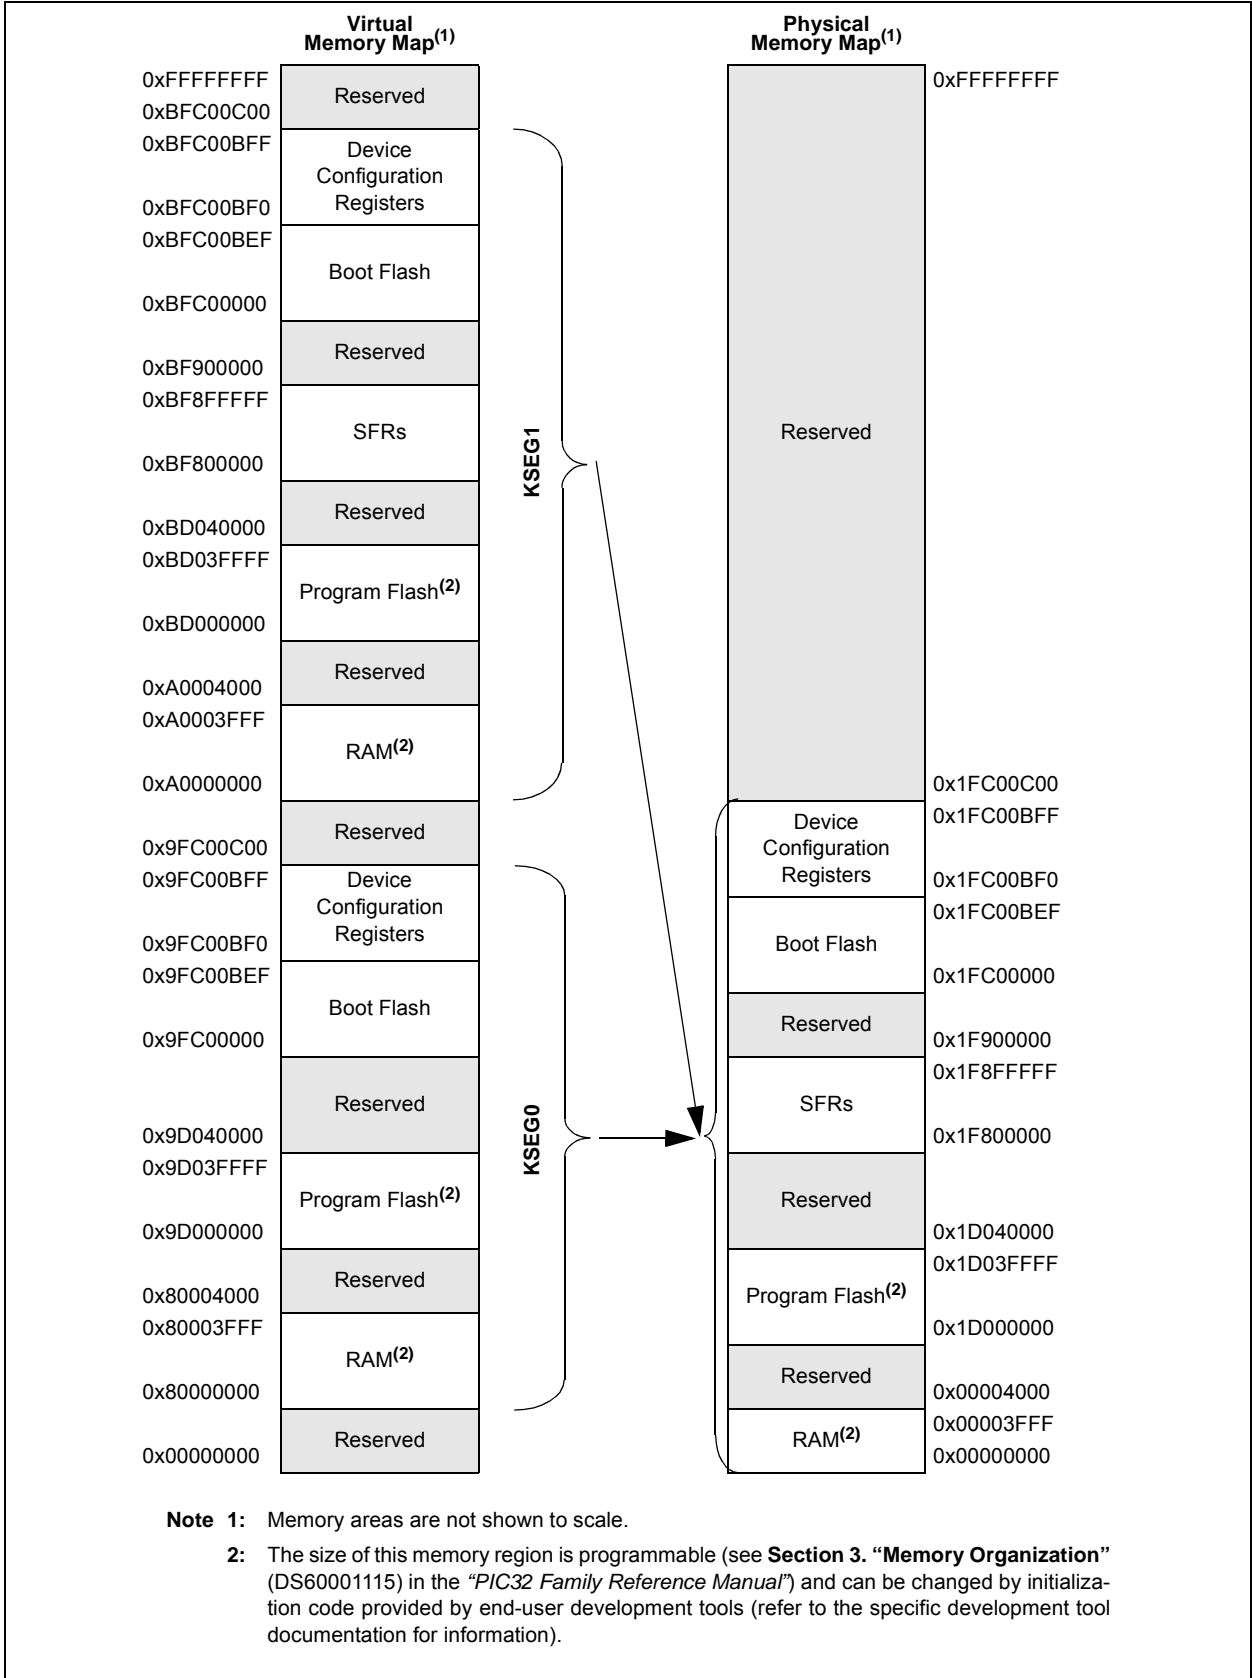 Virtual
Memory Map(1)
0xFFFFFFFF
Reserved
0xBFC00C00
0xBFC00BFF
Device
Configuration
Registers
0xBFC00BF0
0xBFC00BEF
Boot Flash
0xBFC00000
Reserved
0xBF900000
0xBF8FFFFF
SFRs
0xBF800000
Reserved
0xBD040000
0xBD03FFFF
Program Flash(2)
0xBD000000
Reserved
0xA0004000
0xA0003FFF
RAM(2)
0xA0000000
Reserved
0x9FC00C00
0x9FC00BFF
Device
Configuration
Registers
0x9FC00BF0
0x9FC00BEF
Boot Flash
0x9FC00000
Reserved
0x9D040000
0x9D03FFFF
Program Flash(2)
0x9D000000
Reserved
0x80004000
0x80003FFF
RAM(2)
0x80000000
Reserved
0x00000000
KSEG1
KSEG0
Physical
Memory Map(1)
0xFFFFFFFF
Reserved
0x1FC00C00
0x1FC00BFF
Device
Configuration
Registers
0x1FC00BF0
0x1FC00BEF
Boot Flash
0x1FC00000
Reserved
0x1F900000
0x1F8FFFFF
SFRs
0x1F800000
Reserved
0x1D040000
0x1D03FFFF
Program Flash(2)
0x1D000000
Reserved
0x00004000
0x00003FFF
RAM(2)
0x00000000
Note 1: Memory areas are not shown to scale.
2: The size of this memory region is programmable (see Section 3. “Memory Organization”
(DS60001115) in the “PIC32 Family Reference Manual”) and can be changed by initializa-
tion code provided by end-user development tools (refer to the specific development tool
documentation for information).